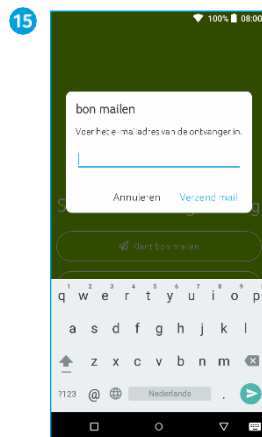 15
100% 08:00
bon mailen
Voer het e-mailadres van de ontvanger in.
Annuleren Verzend mail
S g
Klant bon mailen
1 2 3 4 5 6 7 8 9 0
q w e r t y u i o p
a s d f g h j k l
z x c v b n m
?123 @ Nederlands .